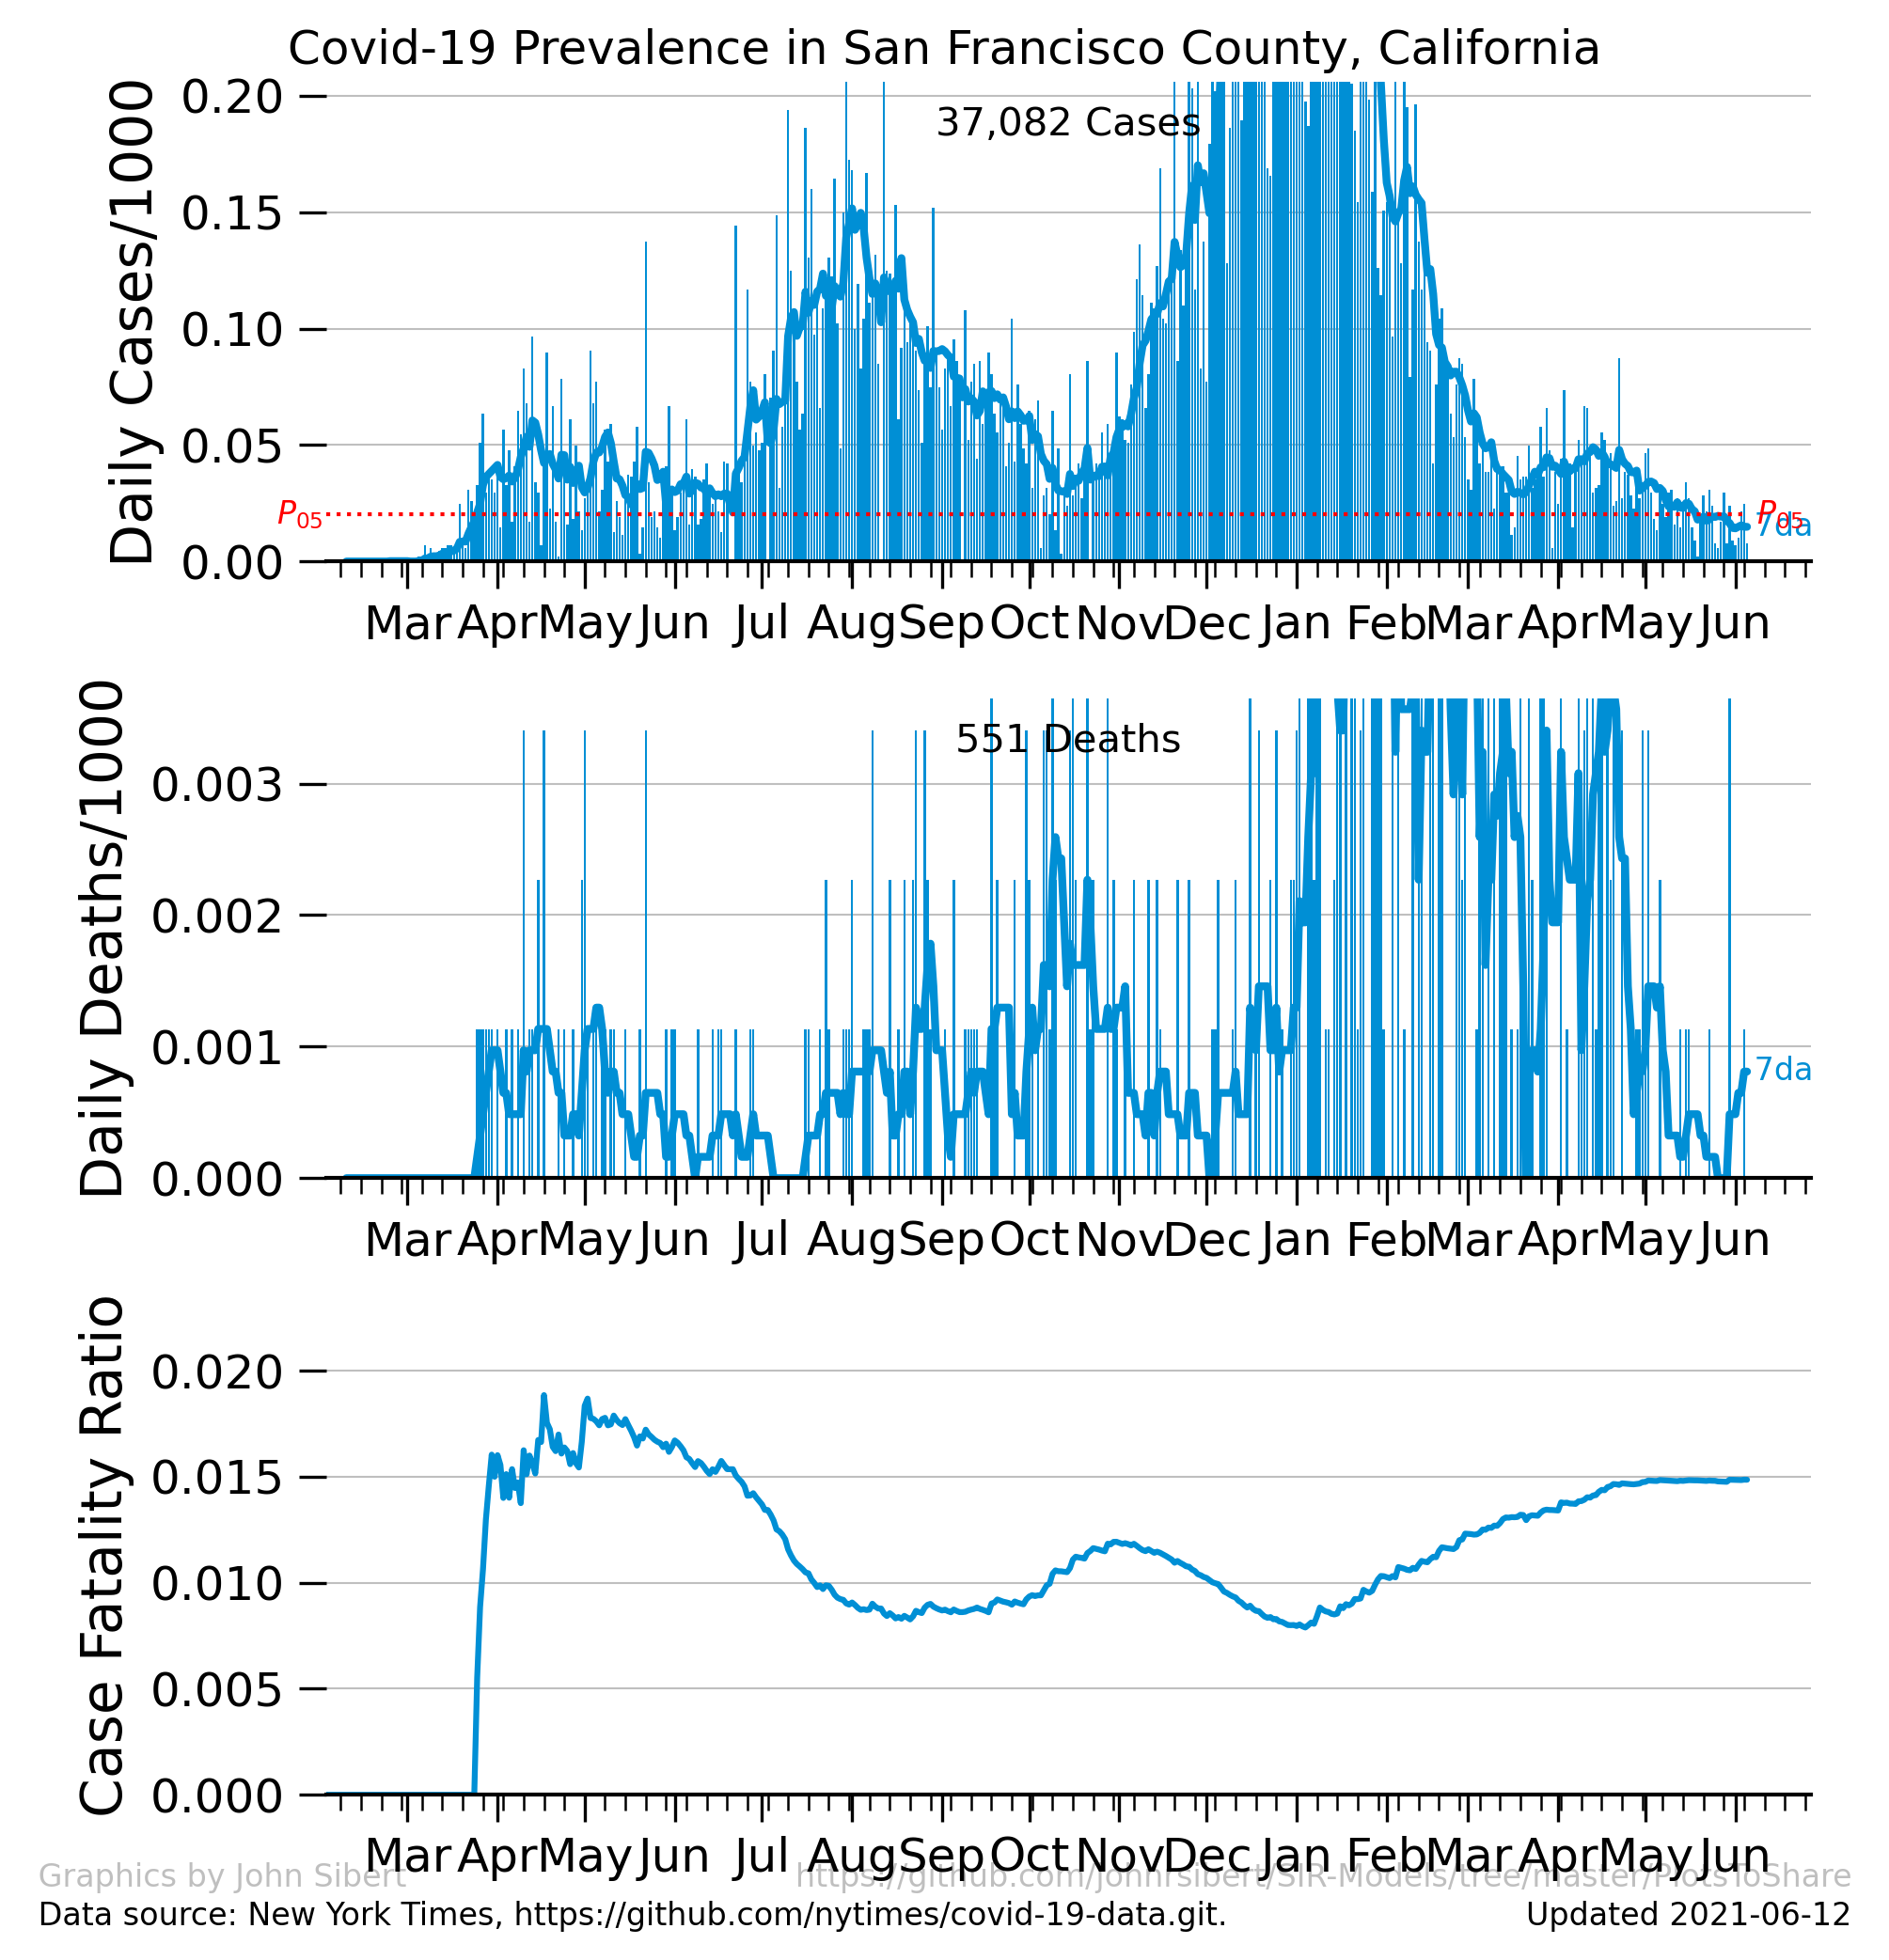 Covid-19 Prevalence in San Francisco County, California
Daily Cases/1000
0.20
0.15
0.10
0.05
0.00
37,082 Cases
P05
P05
7da
Mar Apr May Jun Jul Aug Sep Oct Nov Dec Jan Feb Mar Apr May Jun
Daily Deaths/1000
0.003
0.002
0.001
0.000
551 Deaths
7da
Mar Apr May Jun Jul Aug Sep Oct Nov Dec Jan Feb Mar Apr May Jun
Case Fatality Ratio
0.020
0.015
0.010
0.005
0.000
Mar Apr May Jun Jul Aug Sep Oct Nov Dec Jan Feb Mar Apr May Jun
Graphics by John Sibert
https://github.com/johnrsibert/SIR-Models/tree/master/PlotsToShare
Data source: New York Times, https://github.com/nytimes/covid-19-data.git.
Updated 2021-06-12